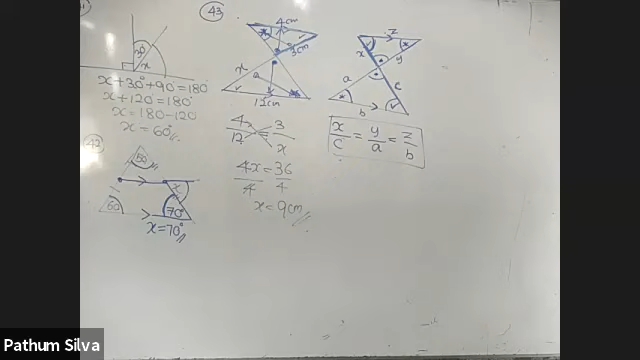 30°
x
x+30°+90=180°
x+120=180°
x=180-120
x=60°
42
60
60
x
70°
x=70°
43
4cm
3cm
x
12cm
4/12 = 3/x
4x/4 = 36/4
x=9cm
z
x
y
a
c
b
x/c = y/a = z/b
Pathum Silva